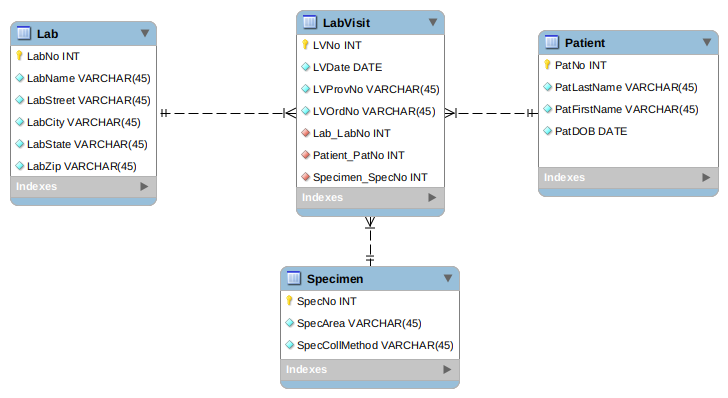 Lab
LabNo INT
LabName VARCHAR(45)
LabStreet VARCHAR(45)
LabCity VARCHAR(45)
LabState VARCHAR(45)
LabZip VARCHAR(45)
Indexes
LabVisit
LVNo INT
LVDate DATE
LVProvNo VARCHAR(45)
LVOrdNo VARCHAR(45)
Lab_LabNo INT
Patient_PatNo INT
Specimen_SpecNo INT
Indexes
Patient
PatNo INT
PatLastName VARCHAR(45)
PatFirstName VARCHAR(45)
PatDOB DATE
Indexes
Specimen
SpecNo INT
SpecArea VARCHAR(45)
SpecCollMethod VARCHAR(45)
Indexes